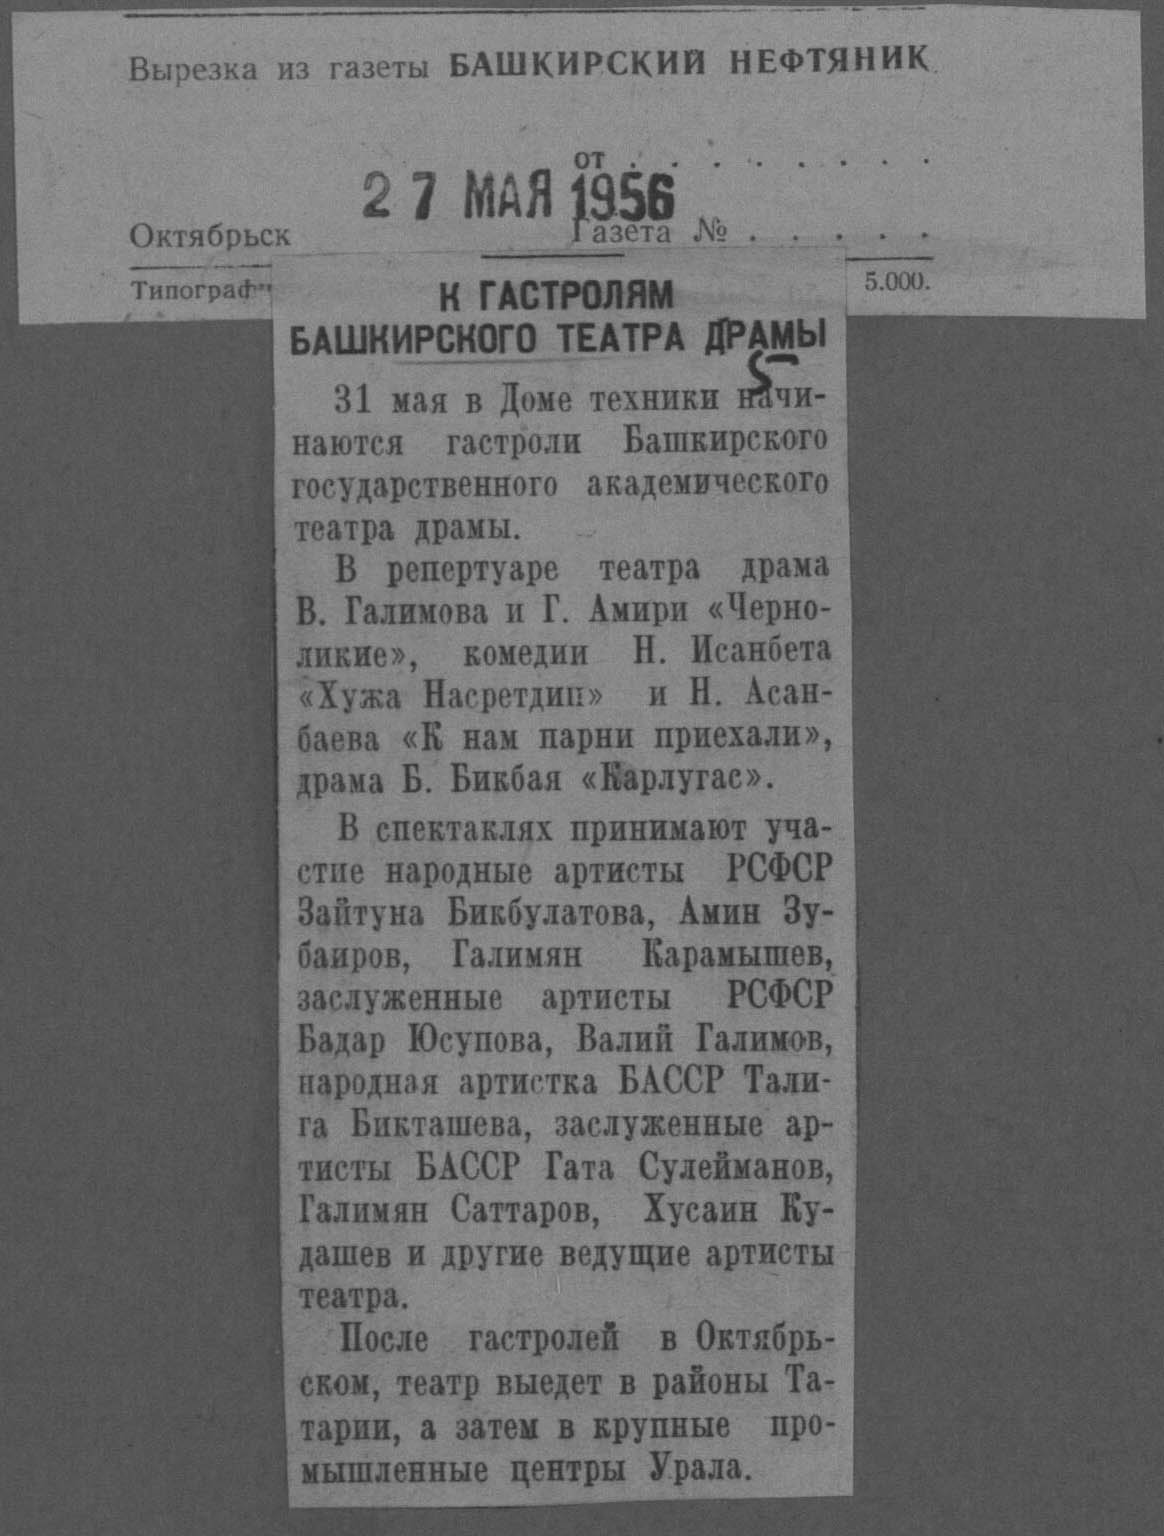 Вырезка из газеты БАШКИРСКИЙ НЕФТЯНИК
от . . . . . . . .
27 МАЯ 1956
Октябрьск Газета № . . . . .
5.000.
К ГАСТРОЛЯМ
БАШКИРСКОГО ТЕАТРА ДРАМЫ
5
31 мая в Доме техники начи-
наются гастроли Башкирского
государственного академического
театра драмы.
В репертуаре театра драма
В. Галимова и Г. Амири «Черно-
ликие», комедии Н. Исанбета
«Хужа Насретдин» и Н. Асан-
баева «К нам парни приехали»,
драма Б. Бикбая «Карлугас».
В спектаклях принимают уча-
стие народные артисты РСФСР
Зайтуна Бикбулатова, Амин Зу-
баиров, Галимян Карамышев,
заслуженные артисты РСФСР
Бадар Юсупова, Валий Галимов,
народная артистка БАССР Тали-
га Бикташева, заслуженные ар-
тисты БАССР Гата Сулейманов,
Галимян Саттаров, Хусаин Ку-
дашев и другие ведущие артисты
театра.
После гастролей в Октябрь-
ском, театр выедет в районы Та-
тарии, а затем в крупные про-
мышленные центры Урала.